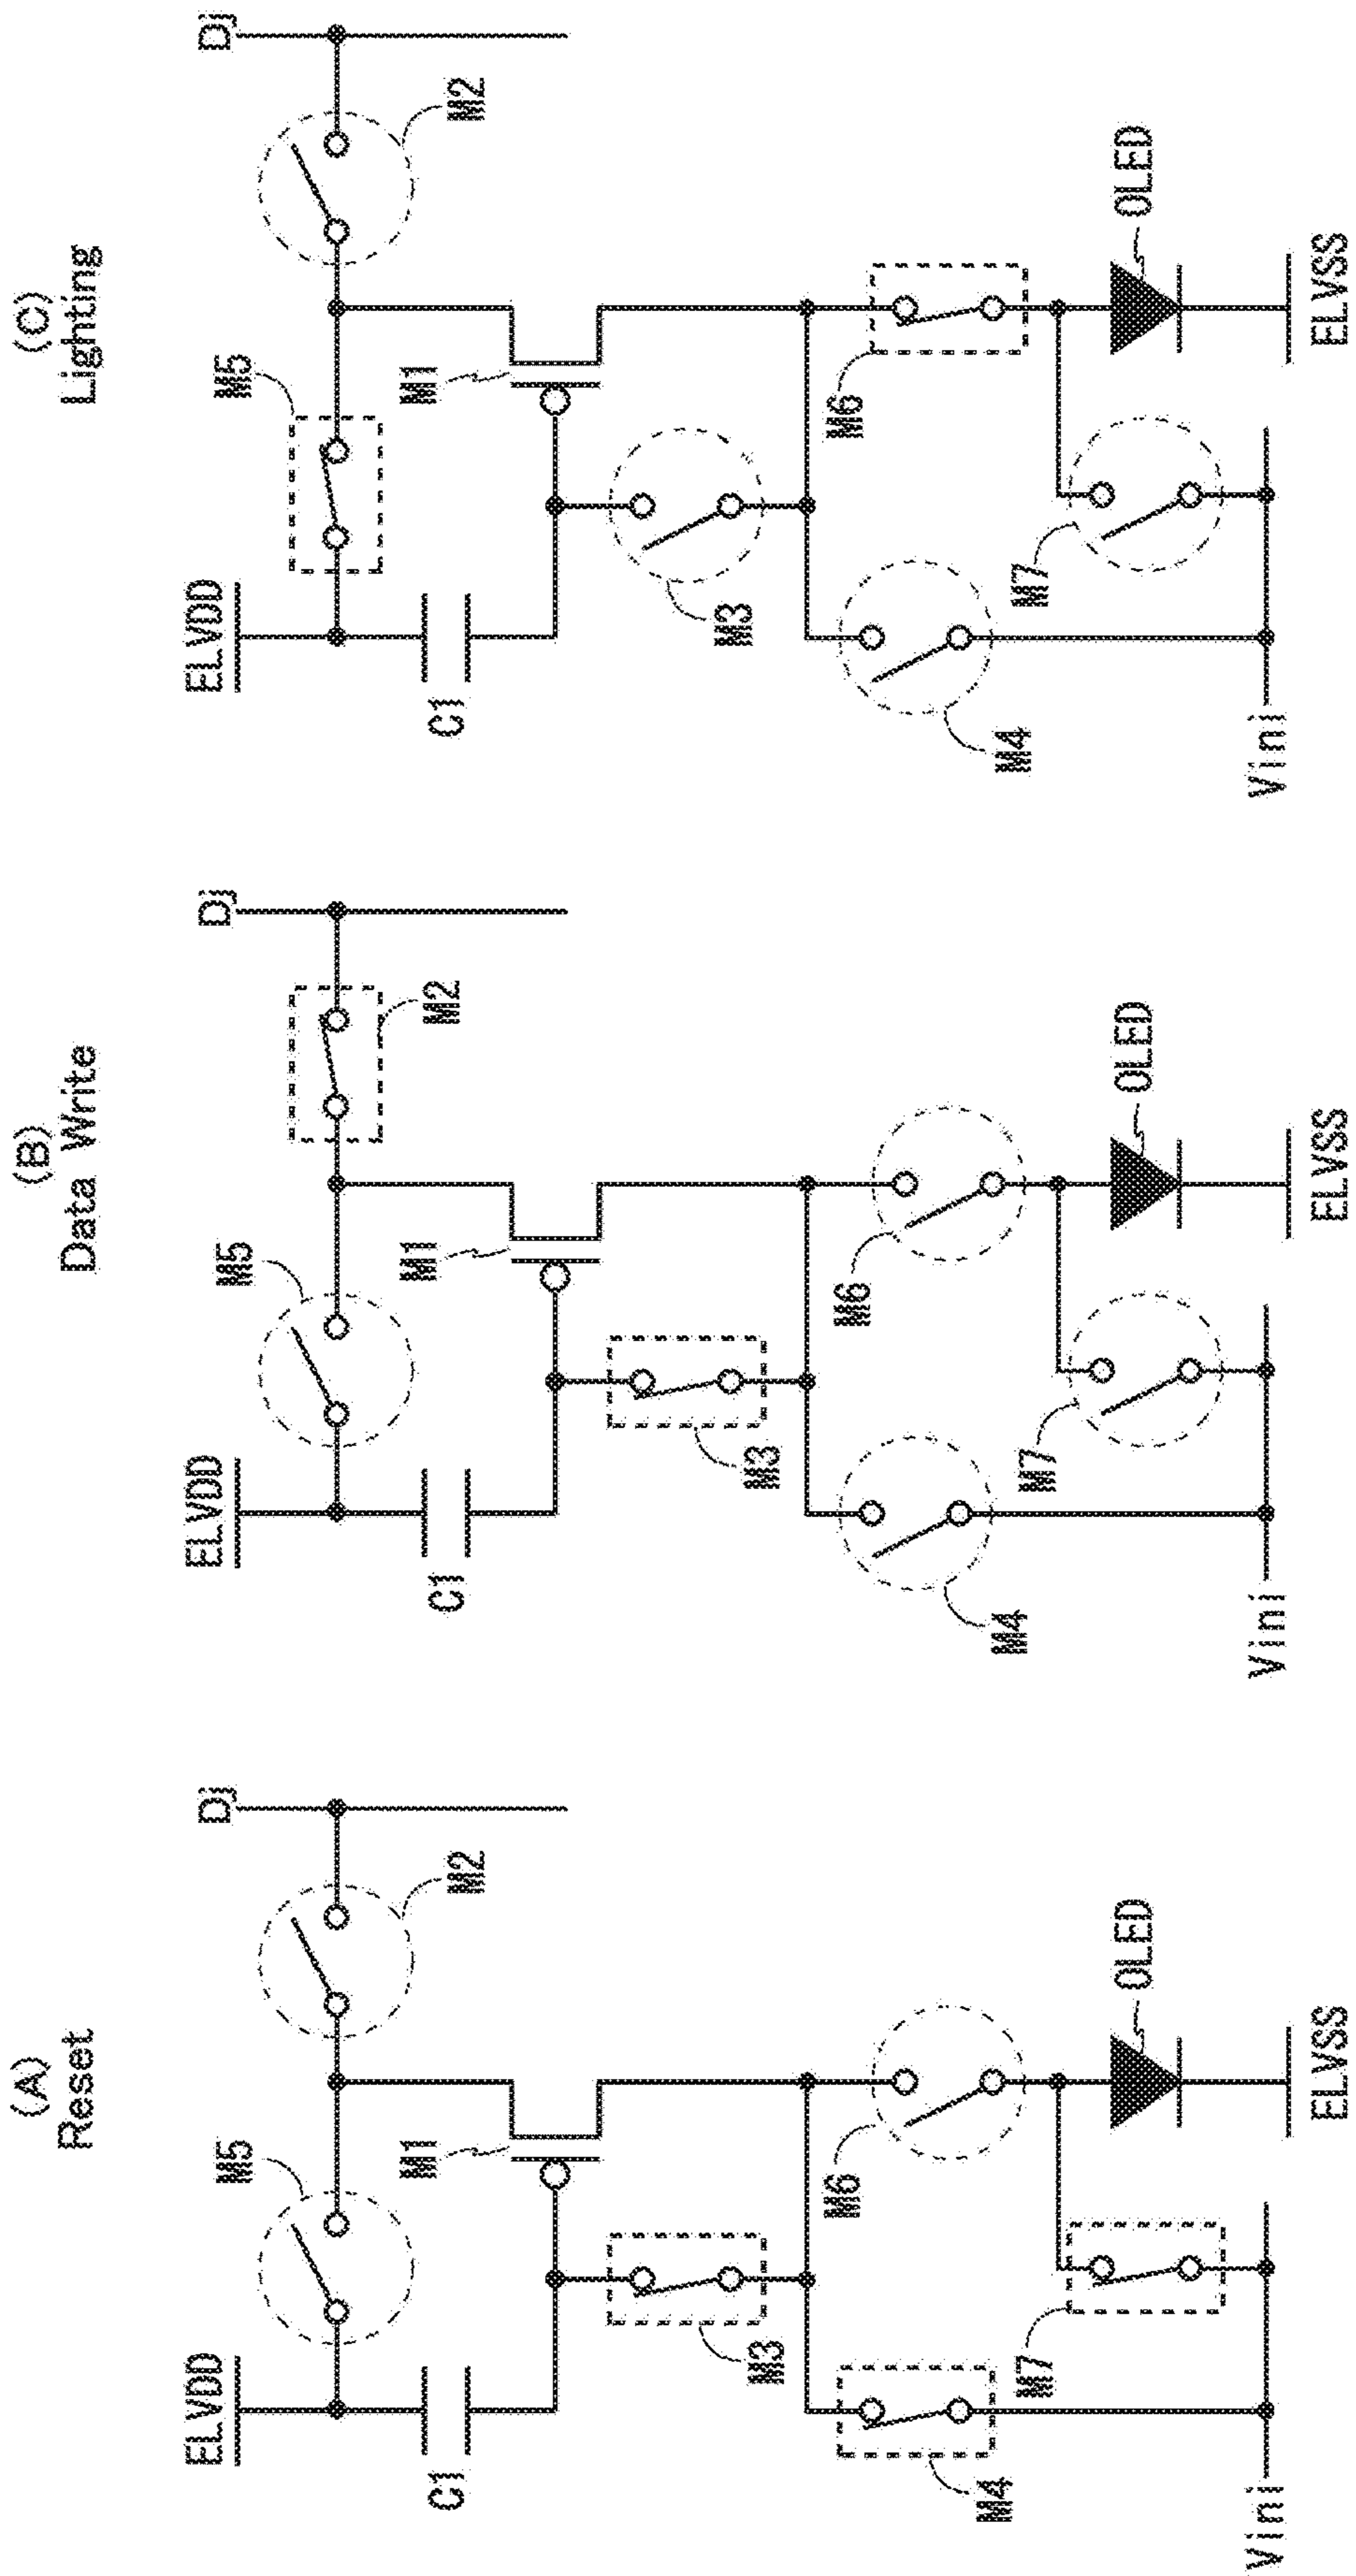 (A)
Reset
ELVDD
M5
M2
Dj
C1
M1
M3
M4
M6
M7
OLED
Vini
ELVSS
(B)
Data Write
ELVDD
M5
M2
Dj
C1
M1
M3
M4
M6
M7
OLED
Vini
ELVSS
(C)
Lighting
ELVDD
M5
M2
Dj
C1
M1
M3
M4
M6
M7
OLED
Vini
ELVSS